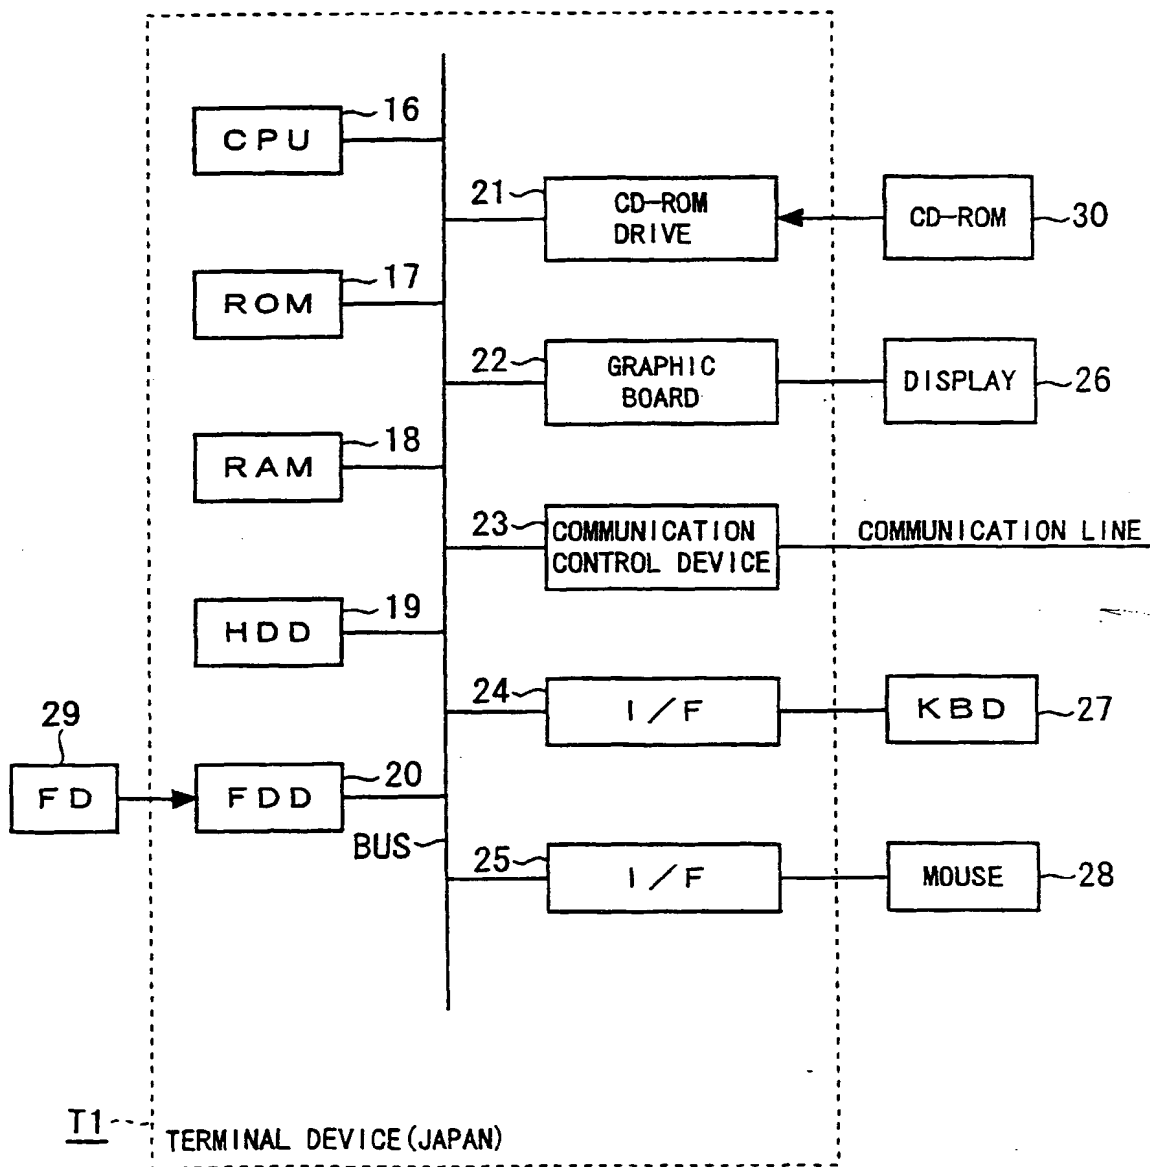 16
CPU
21
CD-ROM
DRIVE
CD-ROM
30
17
ROM
22
GRAPHIC
BOARD
DISPLAY
26
18
RAM
23
COMMUNICATION
CONTROL DEVICE
COMMUNICATION LINE
19
HDD
24
I/F
KBD
27
29
FD
20
FDD
BUS
25
I/F
MOUSE
28
T1
TERMINAL DEVICE(JAPAN)